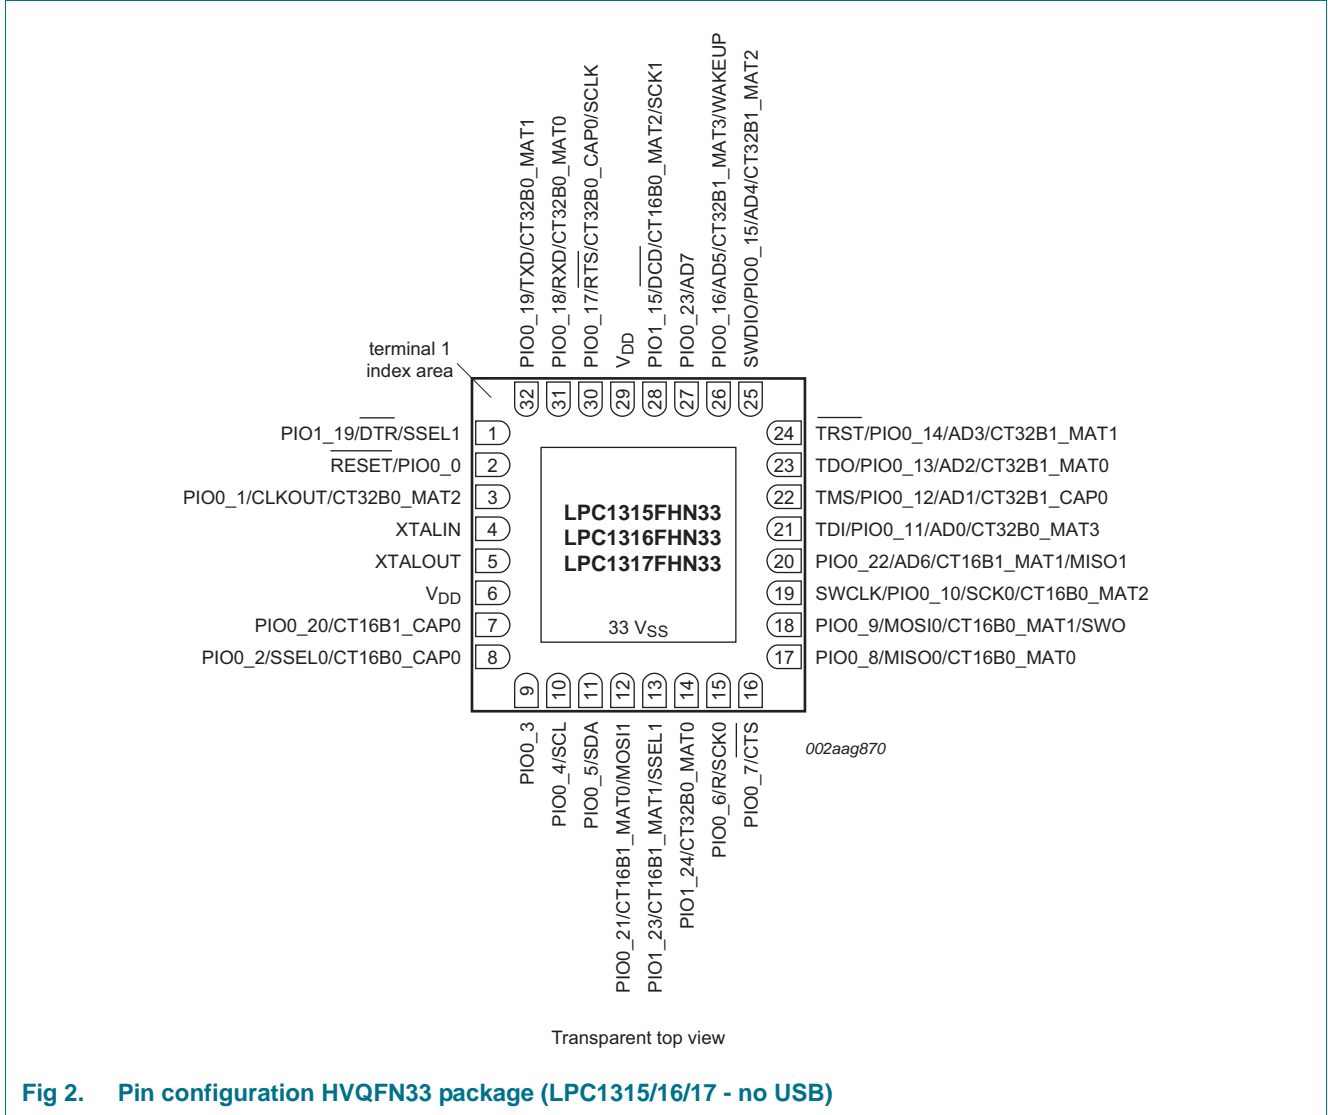 PIO0_19/TXD/CT32B0_MAT1
PIO0_18/RXD/CT32B0_MAT0
PIO0_17/RTS/CT32B0_CAP0/SCLK
VDD
PIO1_15/DCD/CT16B0_MAT2/SCK1
PIO0_23/AD7
PIO0_16/AD5/CT32B1_MAT3/WAKEUP
SWDIO/PIO0_15/AD4/CT32B1_MAT2
terminal 1
index area
32 31 30 29 28 27 26 25
PIO1_19/DTR/SSEL1 1
RESET/PIO0_0 2
PIO0_1/CLKOUT/CT32B0_MAT2 3
XTALIN 4
XTALOUT 5
VDD 6
PIO0_20/CT16B1_CAP0 7
PIO0_2/SSEL0/CT16B0_CAP0 8
LPC1315FHN33
LPC1316FHN33
LPC1317FHN33
33 VSS
24 TRST/PIO0_14/AD3/CT32B1_MAT1
23 TDO/PIO0_13/AD2/CT32B1_MAT0
22 TMS/PIO0_12/AD1/CT32B1_CAP0
21 TDI/PIO0_11/AD0/CT32B0_MAT3
20 PIO0_22/AD6/CT16B1_MAT1/MISO1
19 SWCLK/PIO0_10/SCK0/CT16B0_MAT2
18 PIO0_9/MOSI0/CT16B0_MAT1/SWO
17 PIO0_8/MISO0/CT16B0_MAT0
9 10 11 12 13 14 15 16
PIO0_3
PIO0_4/SCL
PIO0_5/SDA
PIO0_21/CT16B1_MAT0/MOSI1
PIO1_23/CT16B1_MAT1/SSEL1
PIO1_24/CT32B0_MAT0
PIO0_6/R/SCK0
PIO0_7/CTS
002aag870
Transparent top view
Fig 2. Pin configuration HVQFN33 package (LPC1315/16/17 - no USB)